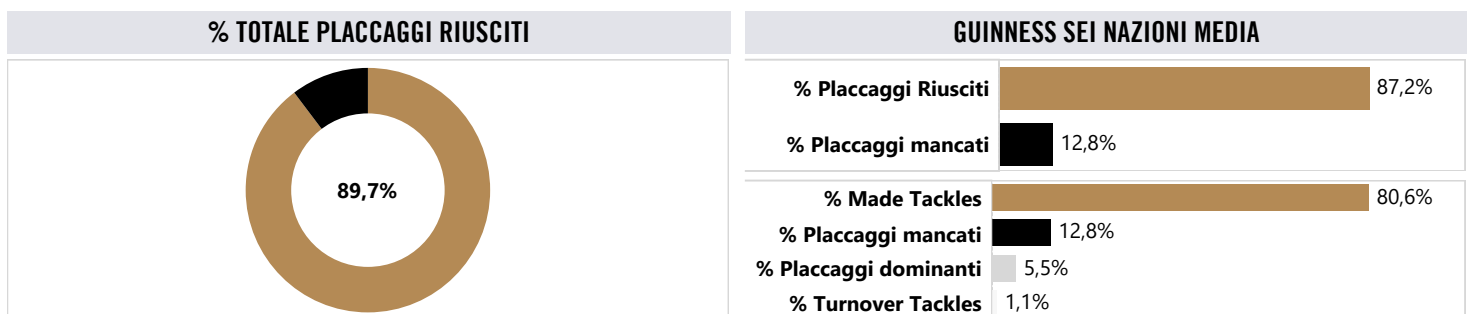 % TOTALE PLACCAGGI RIUSCITI
89,7%
GUINNESS SEI NAZIONI MEDIA
% Placcaggi Riusciti 87,2%
% Placcaggi mancati 12,8%
% Made Tackles 80,6%
% Placcaggi mancati 12,8%
% Placcaggi dominanti 5,5%
% Turnover Tackles 1,1%